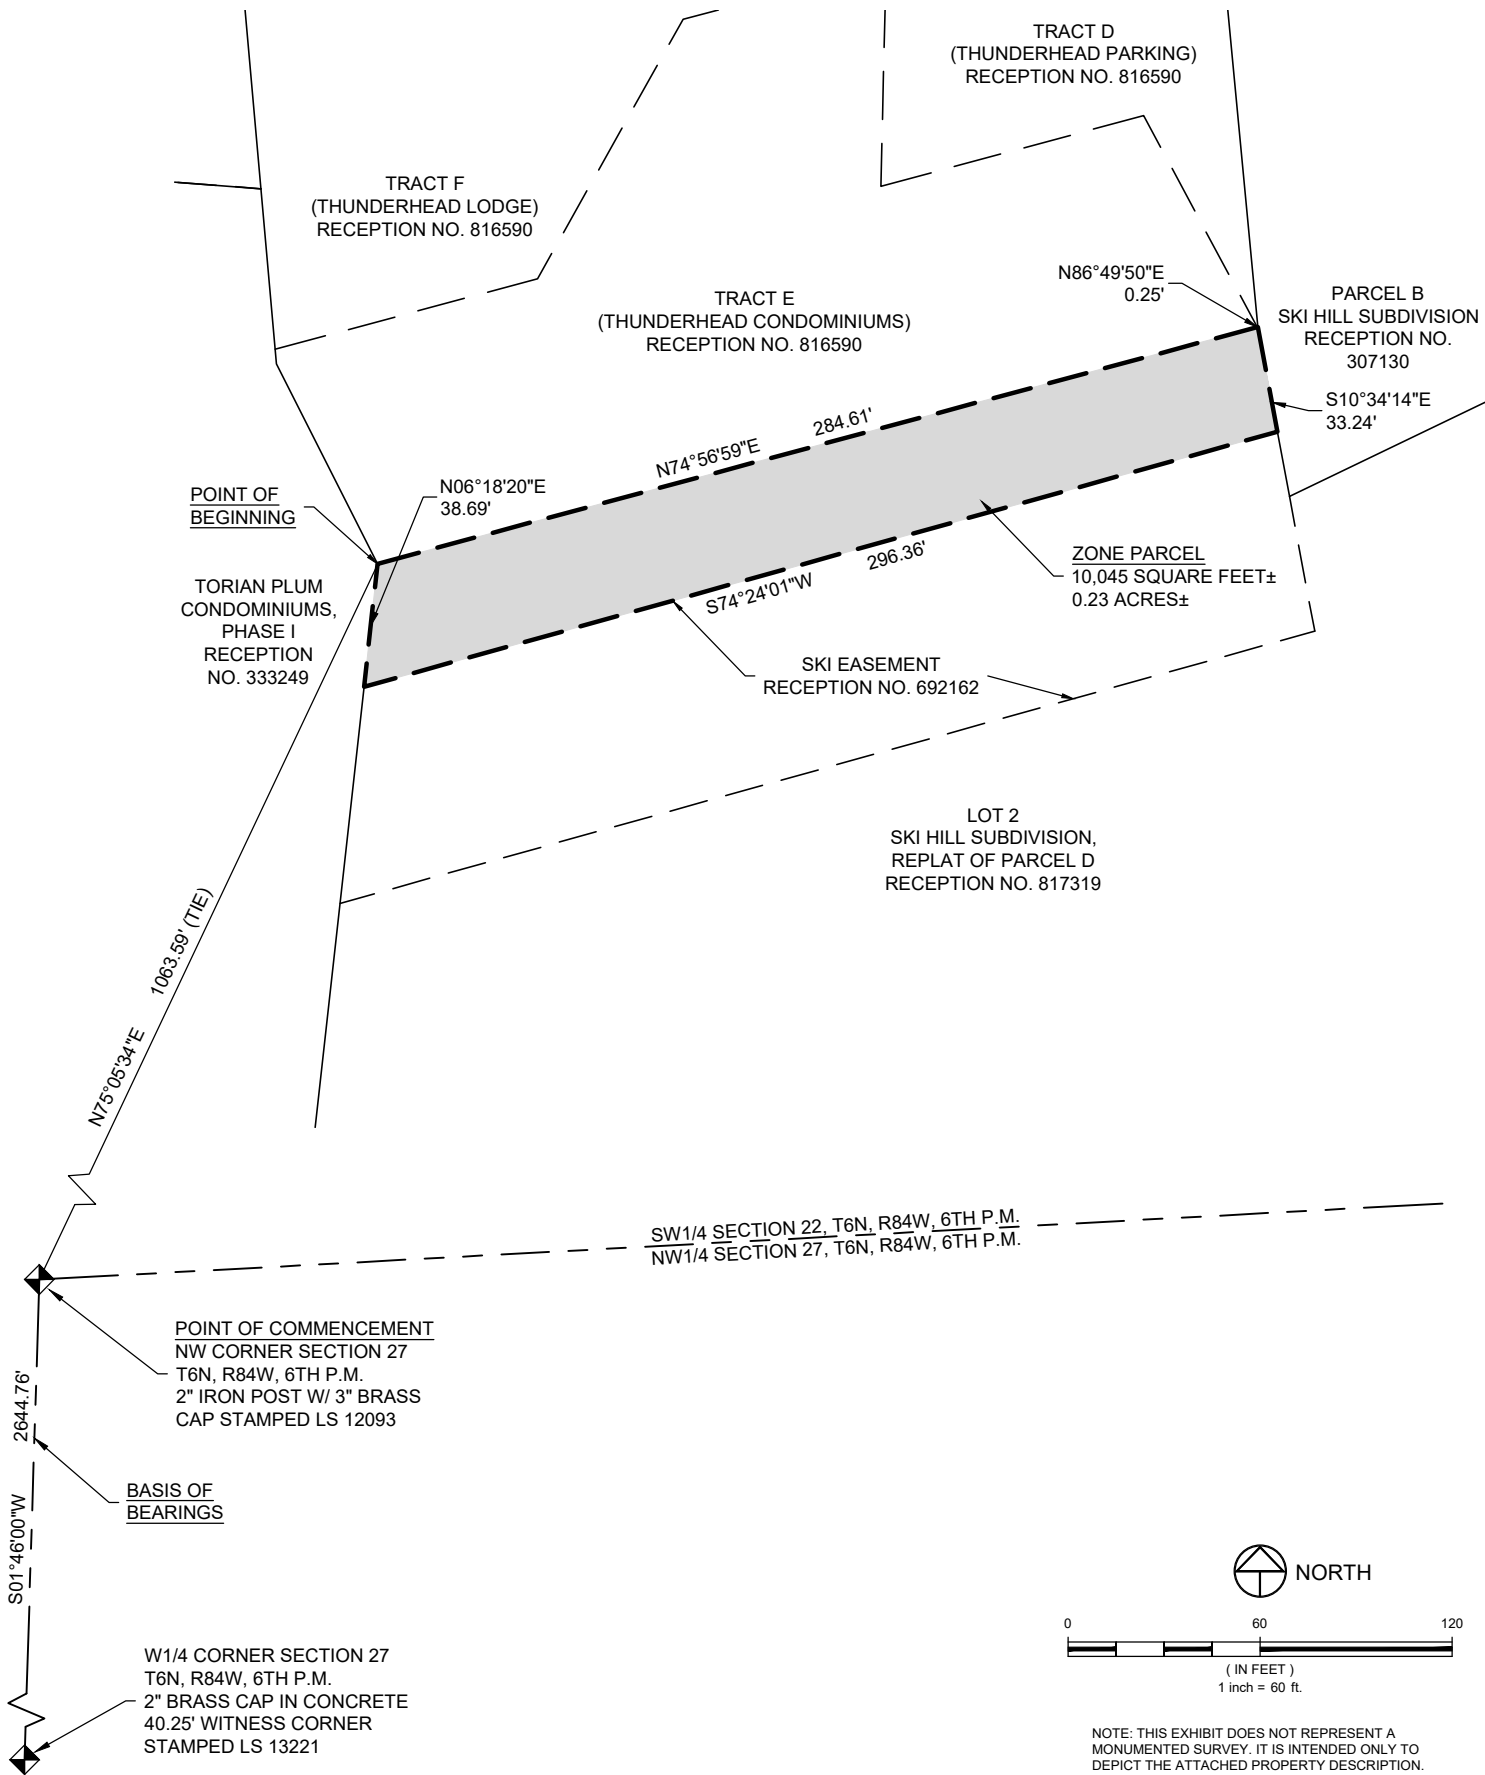 TRACT D
(THUNDERHEAD PARKING)
RECEPTION NO. 816590
TRACT F
(THUNDERHEAD LODGE)
RECEPTION NO. 816590
TRACT E
(THUNDERHEAD CONDOMINIUMS)
RECEPTION NO. 816590
N86°49'50"E
0.25'
PARCEL B
SKI HILL SUBDIVISION
RECEPTION NO.
307130
S10°34'14"E
33.24'
N74°56'59"E
284.61'
POINT OF
BEGINNING
N06°18'20"E
38.69'
TORIAN PLUM
CONDOMINIUMS,
PHASE I
RECEPTION
NO. 333249
S74°24'01"W
296.36'
ZONE PARCEL
10,045 SQUARE FEET±
0.23 ACRES±
SKI EASEMENT
RECEPTION NO. 692162
LOT 2
SKI HILL SUBDIVISION,
REPLAT OF PARCEL D
RECEPTION NO. 817319
N75°05'34"E
1063.59' (TIE)
SW1/4 SECTION 22, T6N, R84W, 6TH P.M.
NW1/4 SECTION 27, T6N, R84W, 6TH P.M.
POINT OF COMMENCEMENT
NW CORNER SECTION 27
T6N, R84W, 6TH P.M.
2" IRON POST W/ 3" BRASS
CAP STAMPED LS 12093
S01°46'00"W
2644.76'
BASIS OF
BEARINGS
W1/4 CORNER SECTION 27
T6N, R84W, 6TH P.M.
2" BRASS CAP IN CONCRETE
40.25' WITNESS CORNER
STAMPED LS 13221
NORTH
0 60 120
( IN FEET )
1 inch = 60 ft.
NOTE: THIS EXHIBIT DOES NOT REPRESENT A
MONUMENTED SURVEY. IT IS INTENDED ONLY TO
DEPICT THE ATTACHED PROPERTY DESCRIPTION.